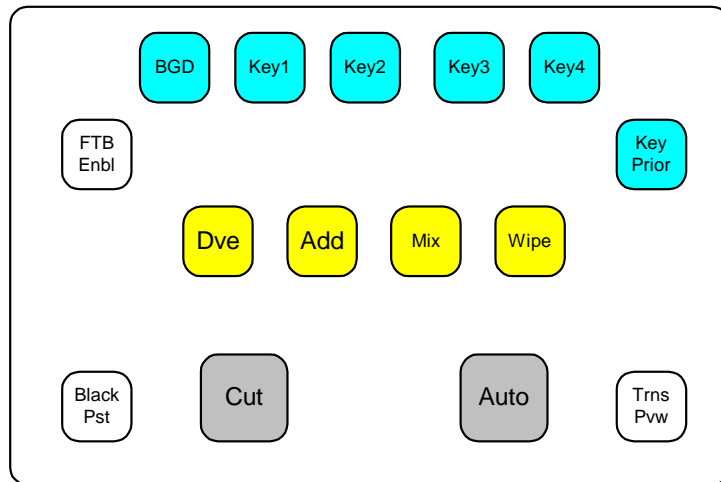 BGD
Key1
Key2
Key3
Key4
FTB
Enbl
Key
Prior
Dve
Add
Mix
Wipe
Black
Pst
Cut
Auto
Trns
Pvw